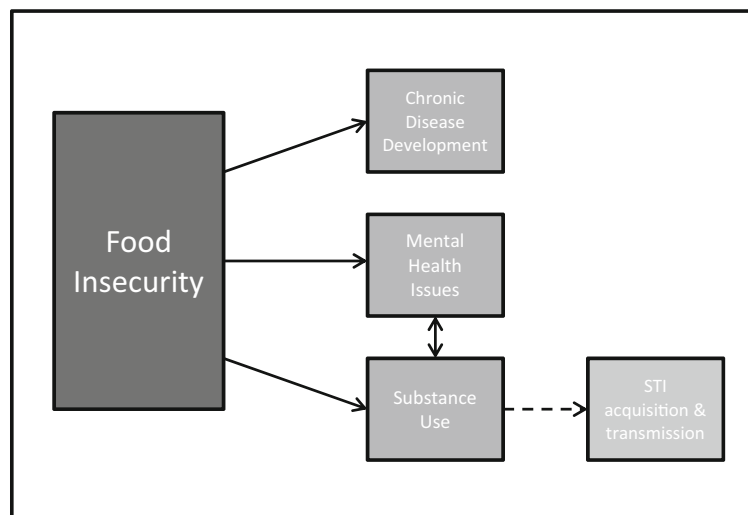 Food
Insecurity
Chronic
Disease
Development
Mental
Health
Issues
Substance
Use
STI
acquisition &
transmission